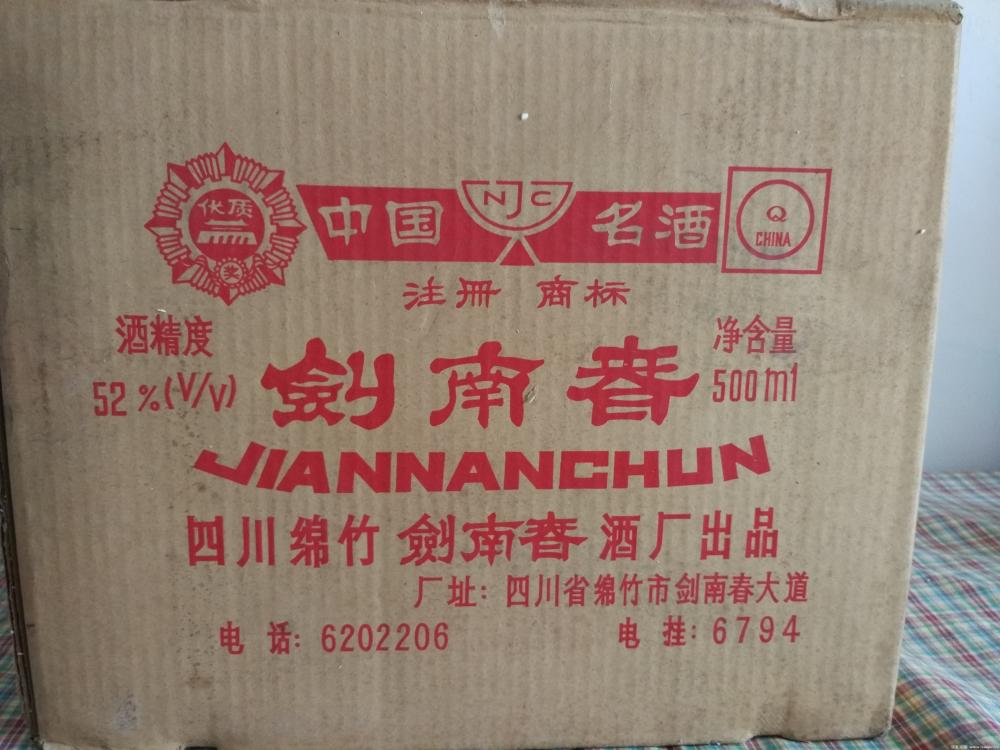 优质
奖
中国 NJC 名酒
Q
CHINA
注册 商标
酒精度
52%(V/V)
净含量
500ml
剑南春
JIANNANCHUN
四川绵竹剑南春酒厂出品
厂址:四川省绵竹市剑南春大道
电 话:6202206
电 挂:6794